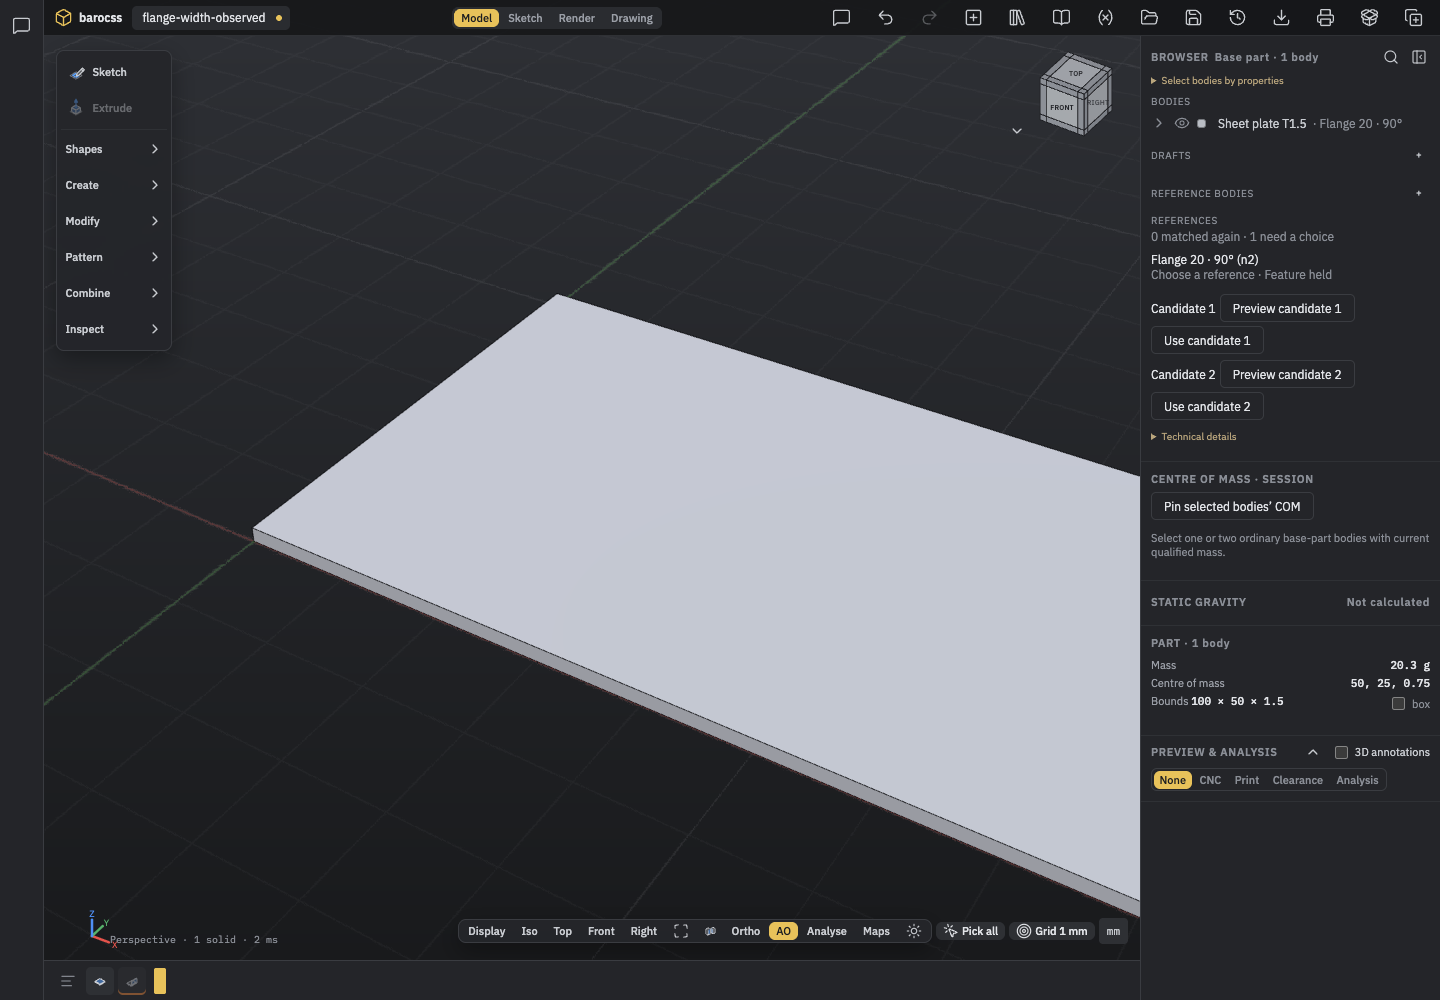 barocss
flange-width-observed
Model Sketch Render Drawing
Sketch
Extrude
Shapes
Create
Modify
Pattern
Combine
Inspect
TOP
FRONT
RIGHT
BROWSER Base part · 1 body
Select bodies by properties
BODIES
Sheet plate T1.5 · Flange 20 · 90°
DRAFTS
REFERENCE BODIES
REFERENCES
0 matched again · 1 need a choice
Flange 20 · 90° (n2)
Choose a reference · Feature held
Candidate 1 Preview candidate 1
Use candidate 1
Candidate 2 Preview candidate 2
Use candidate 2
Technical details
CENTRE OF MASS · SESSION
Pin selected bodies’ COM
Select one or two ordinary base-part bodies with current
qualified mass.
STATIC GRAVITY Not calculated
PART · 1 body
Mass 20.3 g
Centre of mass 50, 25, 0.75
Bounds 100 × 50 × 1.5 box
PREVIEW & ANALYSIS 3D annotations
None CNC Print Clearance Analysis
Z
Y
X
Perspective · 1 solid · 2 ms
Display Iso Top Front Right Ortho AO Analyse Maps Pick all Grid 1 mm mm